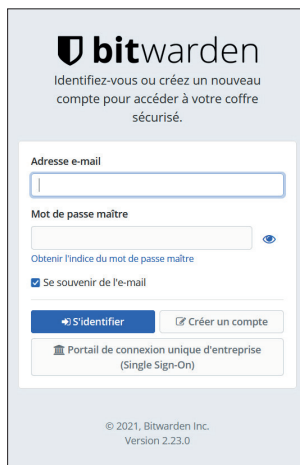 bitwarden
Identifiez-vous ou créez un nouveau
compte pour accéder à votre coffre
sécurisé.
Adresse e-mail
Mot de passe maître
Obtenir l'indice du mot de passe maître
Se souvenir de l'e-mail
S'identifier
Créer un compte
Portail de connexion unique d'entreprise
(Single Sign-On)
© 2021, Bitwarden Inc.
Version 2.23.0